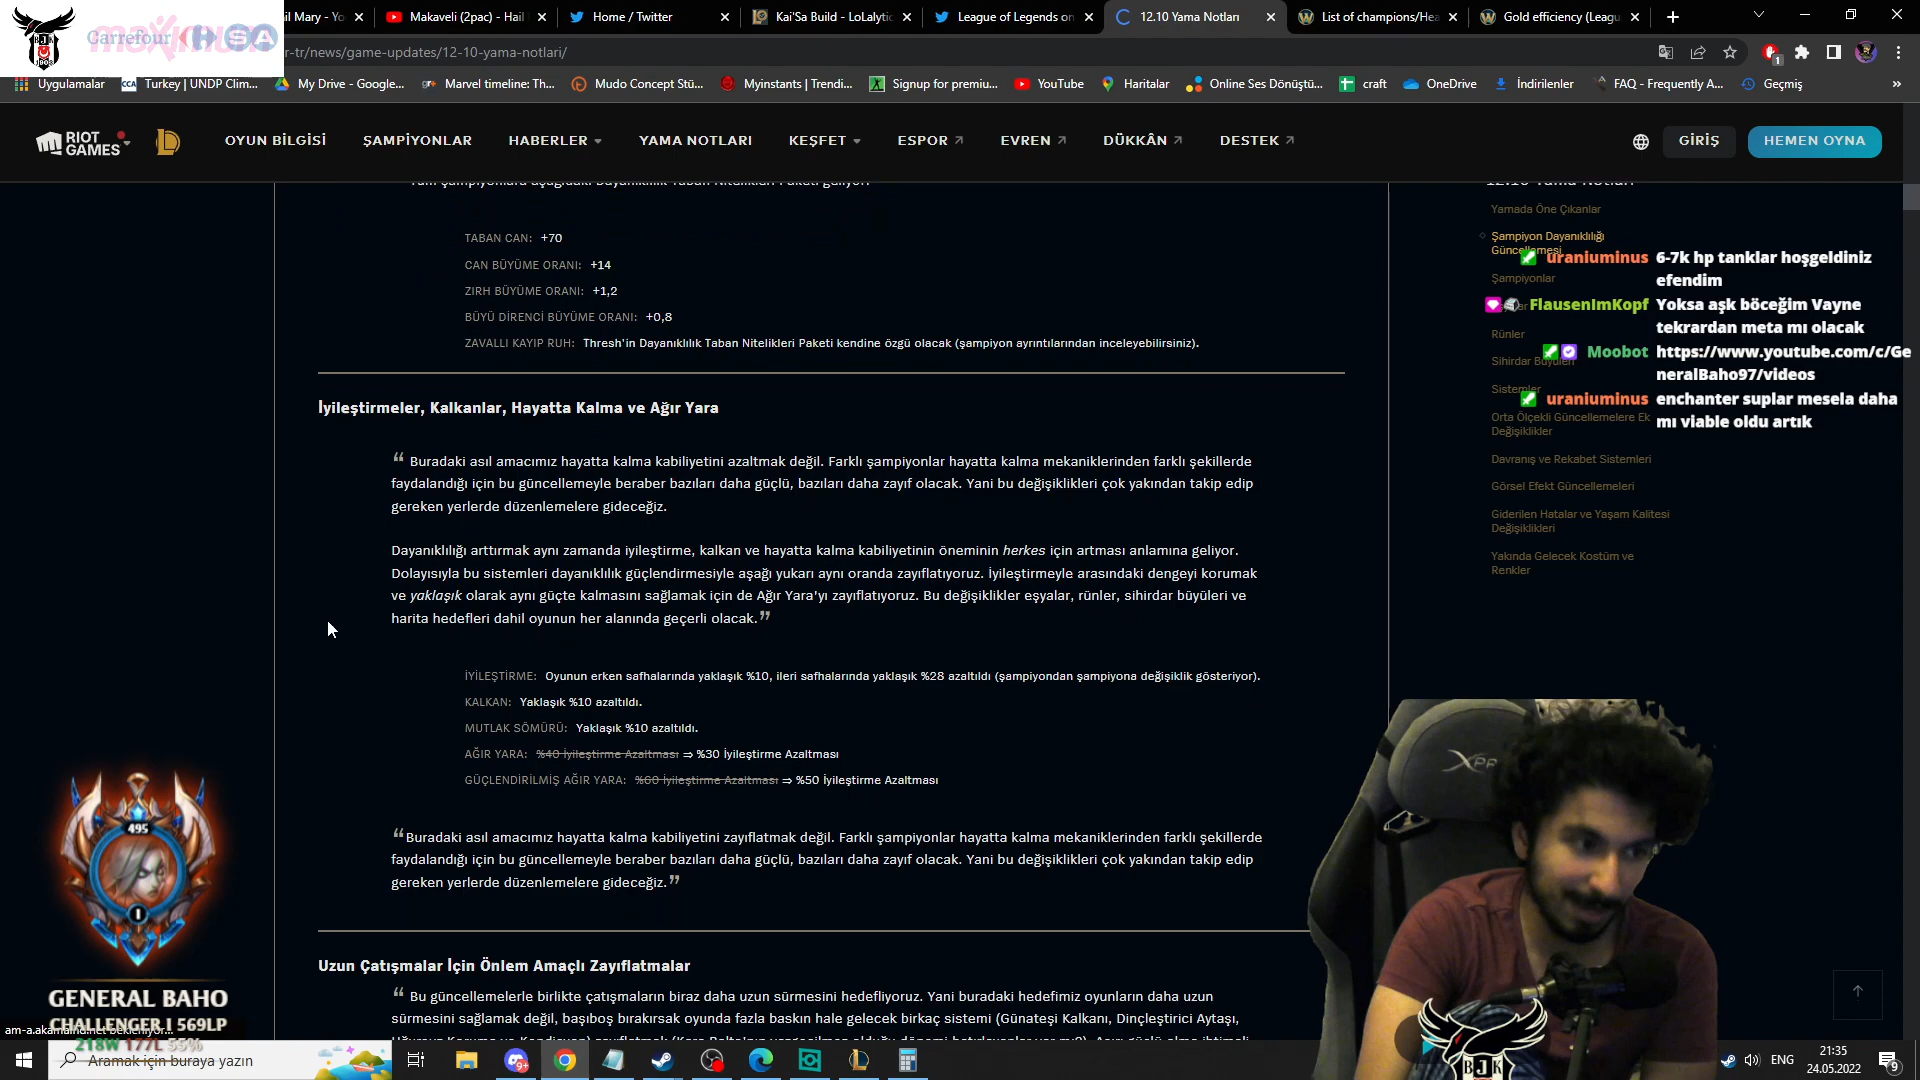 il Mary - Yo
Makaveli (2pac) - Hail
Home / Twitter
Kai'Sa Build - LoLalytic
League of Legends on
12.10 Yama Notları
List of champions/Hea
Gold efficiency (Leagu
Carrefour
maximum
r-tr/news/game-updates/12-10-yama-notlari/
Uygulamalar
CCA
Turkey | UNDP Clim...
My Drive - Google...
Marvel timeline: Th...
Mudo Concept Stü...
Myinstants | Trendi...
Signup for premiu...
YouTube
Haritalar
Online Ses Dönüştü...
craft
OneDrive
İndirilenler
FAQ - Frequently A...
Geçmiş
RIOT GAMES
OYUN BİLGİSİ
ŞAMPİYONLAR
HABERLER
YAMA NOTLARI
KEŞFET
ESPOR
EVREN
DÜKKÂN
DESTEK
GİRİŞ
HEMEN OYNA
Tüm şampiyonlara aşağıdaki Dayanıklılık Taban Nitelikleri Paketi geliyor:
TABAN CAN: +70
CAN BÜYÜME ORANI: +14
ZIRH BÜYÜME ORANI: +1,2
BÜYÜ DİRENCİ BÜYÜME ORANI: +0,8
ZAVALLI KAYIP RUH: Thresh'in Dayanıklılık Taban Nitelikleri Paketi kendine özgü olacak (şampiyon ayrıntılarından inceleyebilirsiniz).
İyileştirmeler, Kalkanlar, Hayatta Kalma ve Ağır Yara
“ Buradaki asıl amacımız hayatta kalma kabiliyetini azaltmak değil. Farklı şampiyonlar hayatta kalma mekaniklerinden farklı şekillerde
faydalandığı için bu güncellemeyle beraber bazıları daha güçlü, bazıları daha zayıf olacak. Yani bu değişiklikleri çok yakından takip edip
gereken yerlerde düzenlemelere gideceğiz.
Dayanıklılığı arttırmak aynı zamanda iyileştirme, kalkan ve hayatta kalma kabiliyetinin öneminin herkes için artması anlamına geliyor.
Dolayısıyla bu sistemleri dayanıklılık güçlendirmesiyle aşağı yukarı aynı oranda zayıflatıyoruz. İyileştirmeyle arasındaki dengeyi korumak
ve yaklaşık olarak aynı güçte kalmasını sağlamak için de Ağır Yara'yı zayıflatıyoruz. Bu değişiklikler eşyalar, rünler, sihirdar büyüleri ve
harita hedefleri dahil oyunun her alanında geçerli olacak.”
İYİLEŞTİRME: Oyunun erken safhalarında yaklaşık %10, ileri safhalarında yaklaşık %28 azaltıldı (şampiyondan şampiyona değişiklik gösteriyor).
KALKAN: Yaklaşık %10 azaltıldı.
MUTLAK SÖMÜRÜ: Yaklaşık %10 azaltıldı.
AĞIR YARA: %40 İyileştirme Azaltması ⇒ %30 İyileştirme Azaltması
GÜÇLENDİRİLMİŞ AĞIR YARA: %60 İyileştirme Azaltması ⇒ %50 İyileştirme Azaltması
“Buradaki asıl amacımız hayatta kalma kabiliyetini zayıflatmak değil. Farklı şampiyonlar hayatta kalma mekaniklerinden farklı şekillerde
faydalandığı için bu güncellemeyle beraber bazıları daha güçlü, bazıları daha zayıf olacak. Yani bu değişiklikleri çok yakından takip edip
gereken yerlerde düzenlemelere gideceğiz.”
Uzun Çatışmalar İçin Önlem Amaçlı Zayıflatmalar
“ Bu güncellemelerle birlikte çatışmaların biraz daha uzun sürmesini hedefliyoruz. Yani buradaki hedefimiz oyunların daha uzun
sürmesini sağlamak değil, başıboş bırakırsak oyunda fazla baskın hale gelecek birkaç sistemi (Günateşi Kalkanı, Dinçleştirici Aytaşı,
12.10 Yama Notları
Yamada Öne Çıkanlar
Şampiyon Dayanıklılığı
Güncellemesi
Şampiyonlar
Rünler
Sihirdar Büyüleri
Sistemler
Orta Ölçekli Güncellemelere Ek
Değişiklikler
Davranış ve Rekabet Sistemleri
Görsel Efekt Güncellemeleri
Giderilen Hatalar ve Yaşam Kalitesi
Değişiklikleri
Yakında Gelecek Kostüm ve
Renkler
uraniuminus 6-7k hp tanklar hoşgeldiniz
efendim
FlausenImKopf Yoksa aşk böceğim Vayne
tekrardan meta mı olacak
Moobot https://www.youtube.com/c/Ge
neralBaho97/videos
uraniuminus enchanter suplar mesela daha
mı viable oldu artık
495
I
GENERAL BAHO
CHALLENGER I 569LP
218W 177L 55%
Aramak için buraya yazın
BJK
ENG
21:35
24.05.2022